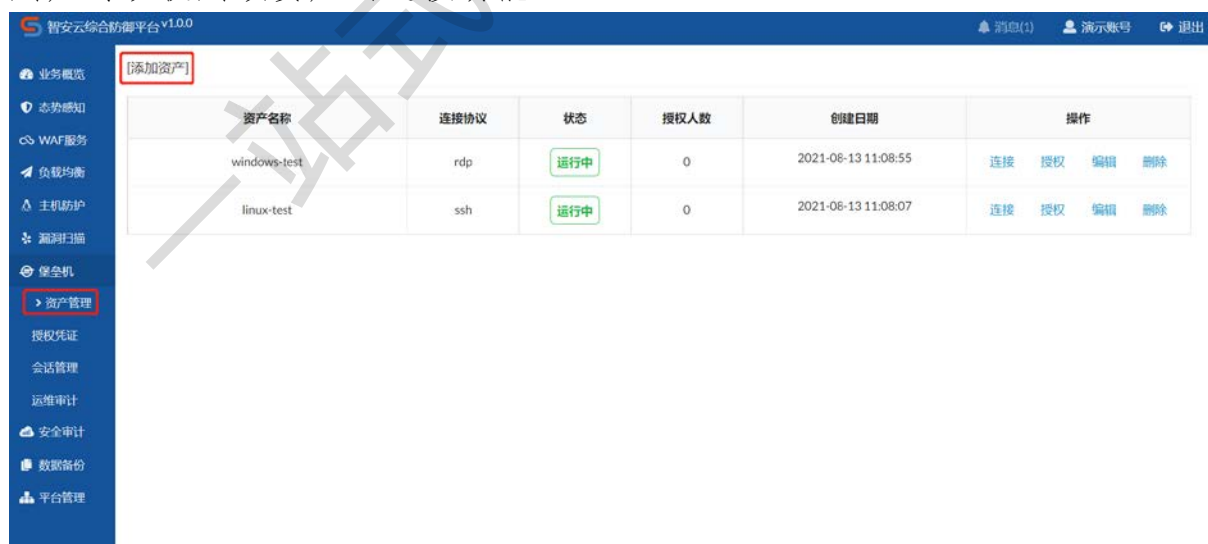 智安云综合防御平台 v1.0.0
消息(1) 演示账号 退出
业务概览
态势感知
WAF服务
负载均衡
主机防护
漏洞扫描
堡垒机
资产管理
授权凭证
会话管理
运维审计
安全审计
数据备份
平台管理
[添加资产]
资产名称 连接协议 状态 授权人数 创建日期 操作
windows-test rdp 运行中 0 2021-08-13 11:08:55 连接 授权 编辑 删除
linux-test ssh 运行中 0 2021-08-13 11:08:07 连接 授权 编辑 删除
一站式